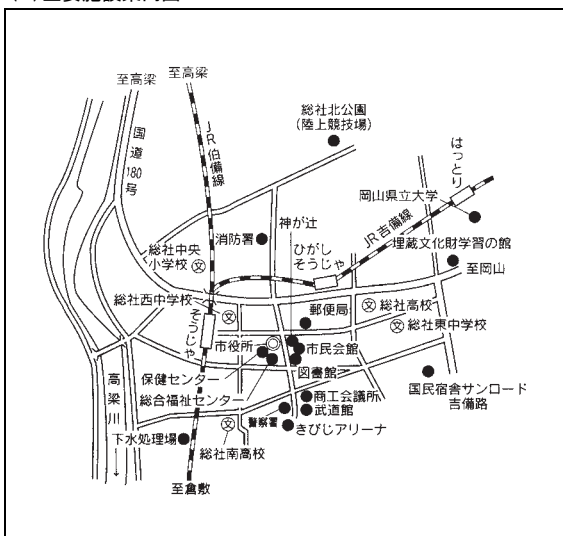 至高梁
至高梁
国道180号
JR伯備線
総社北公園
(陸上競技場)
はっとり
岡山県立大学
神が辻
JR吉備線
消防署
ひがし
そうじゃ
埋蔵文化財学習の館
総社中央
小学校
文
至岡山
総社西中学校
文
そうじゃ
郵便局
文
総社高校
文
総社東中学校
市役所
市民会館
保健センター
図書館
総合福祉センター
国民宿舎サンロード
吉備路
高梁川
商工会議所
武道館
警察署
きびじアリーナ
下水処理場
文
総社南高校
至倉敷